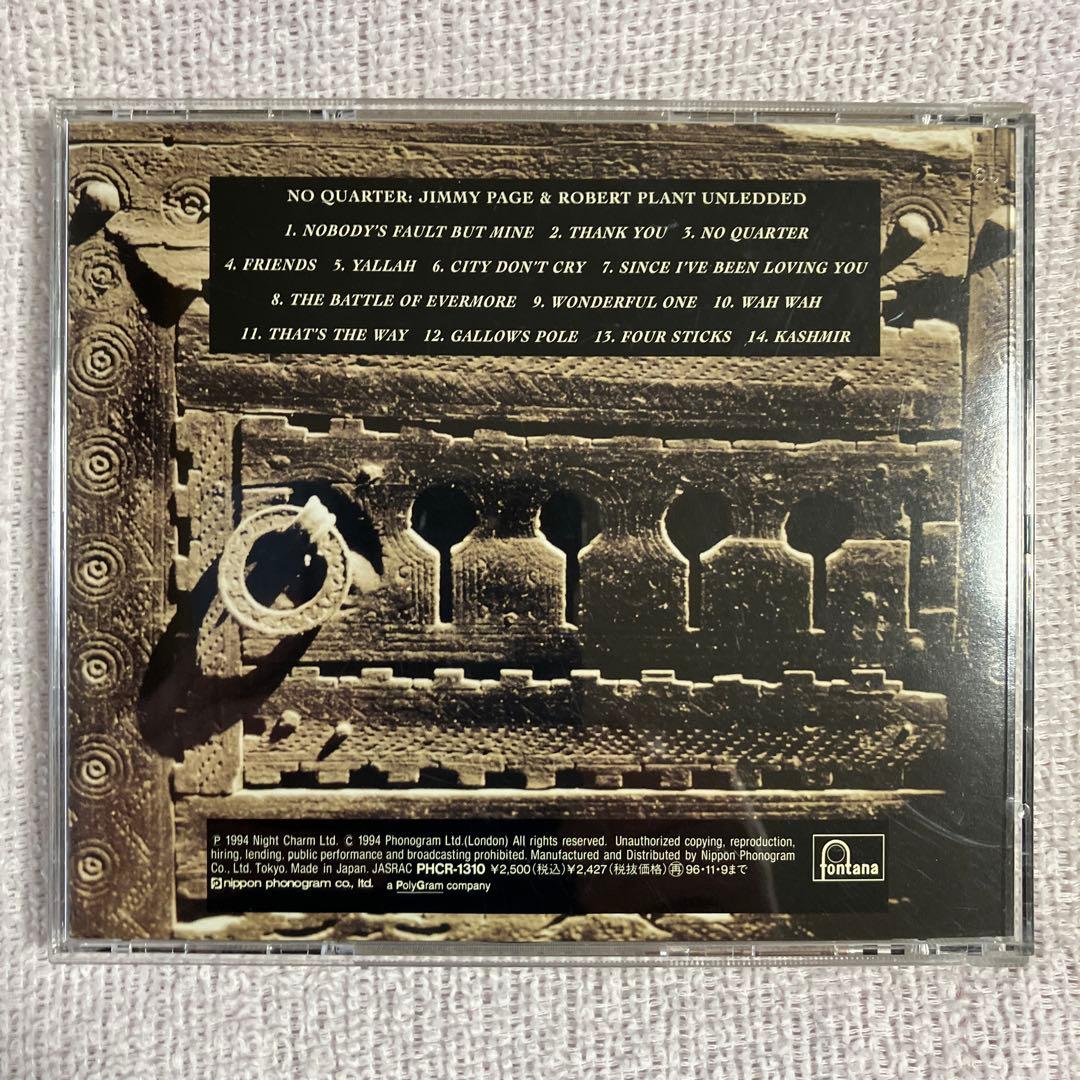 NO QUARTER: JIMMY PAGE & ROBERT PLANT UNLEDDED
1. NOBODY'S FAULT BUT MINE 2. THANK YOU 3. NO QUARTER
4. FRIENDS 5. YALLAH 6. CITY DON'T CRY 7. SINCE I'VE BEEN LOVING YOU
8. THE BATTLE OF EVERMORE 9. WONDERFUL ONE 10. WAH WAH
11. THAT'S THE WAY 12. GALLOWS POLE 13. FOUR STICKS 14. KASHMIR
℗ 1994 Night Charm Ltd. © 1994 Phonogram Ltd.(London) All rights reserved. Unauthorized copying, reproduction,
hiring, lending, public performance and broadcasting prohibited. Manufactured and Distributed by Nippon Phonogram
Co., Ltd. Tokyo. Made in Japan. JASRAC PHCR-1310 ¥2,500(税込)¥2,427(税抜価格)㊞96・11・9まで
nippon phonogram co., ltd. a PolyGram company
fontana